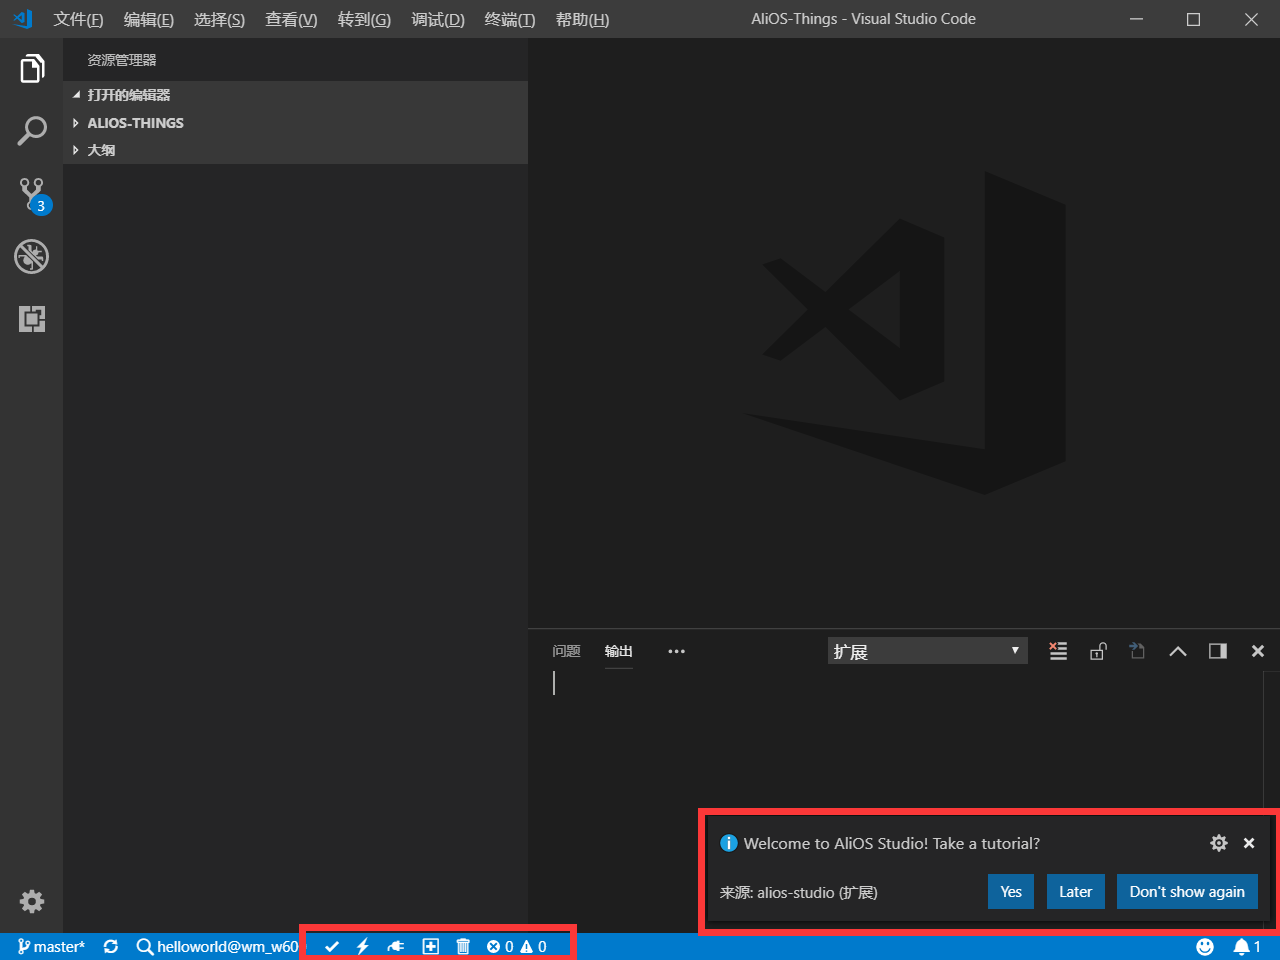 文件(F) 编辑(E) 选择(S) 查看(V) 转到(G) 调试(D) 终端(T) 帮助(H) AliOS-Things - Visual Studio Code
资源管理器
打开的编辑器
ALIOS-THINGS
大纲
3
问题 输出 扩展
Welcome to AliOS Studio! Take a tutorial?
来源: alios-studio (扩展) Yes Later Don't show again
master* helloworld@wm_w60 0 0 1